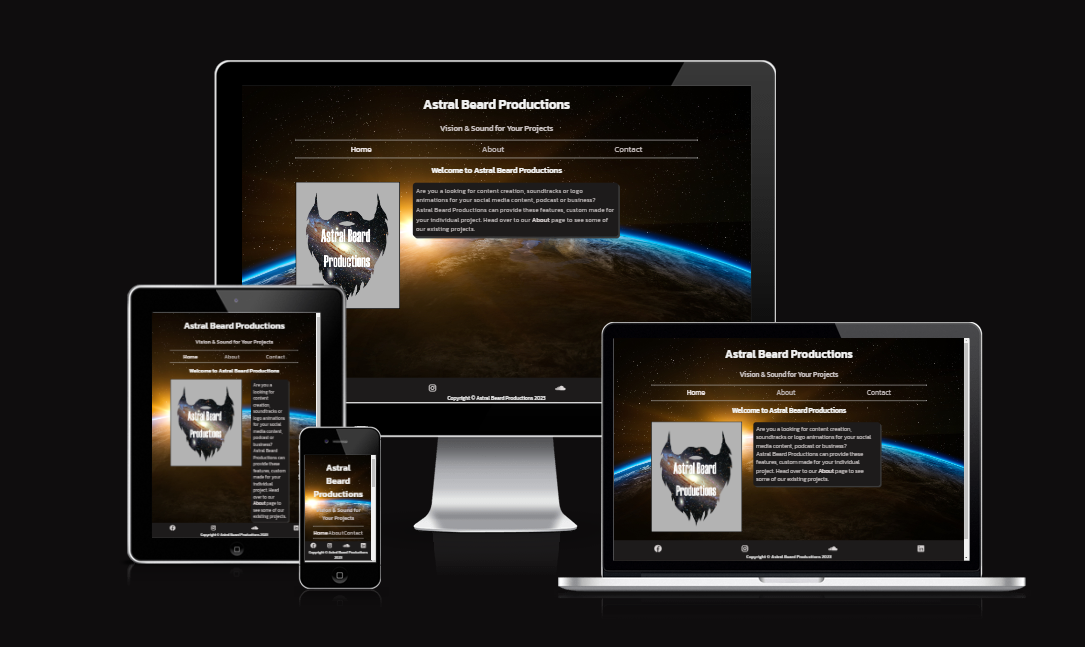 Astral Beard Productions
Vision & Sound for Your Projects
Home About Contact
Welcome to Astral Beard Productions
Are you a looking for content creation, soundtracks or logo
animations for your social media content, podcast or business?
Astral Beard Productions can provide these features, custom made for
your individual project. Head over to our About page to see some of
our existing projects.
Astral Beard
Productions
Copyright © Astral Beard Productions 2023
Astral Beard Productions
Vision & Sound for Your Projects
Home About Contact
Welcome to Astral Beard Productions
Are you a
looking for
content
creation,
soundtracks or
logo animations
for your social
media content,
podcast or
business?
Astral Beard
Productions can
provide these
features, custom
made for your
individual
project. Head
over to our
About page to
see some of our
existing projects.
Astral Beard
Productions
Copyright © Astral Beard Productions 2023
Astral
Beard
Productions
Vision & Sound for
Your Projects
HomeAboutContact
Copyright © Astral Beard Productions
2023
Astral Beard Productions
Vision & Sound for Your Projects
Home About Contact
Welcome to Astral Beard Productions
Are you a looking for content creation,
soundtracks or logo animations for your social
media content, podcast or business?
Astral Beard Productions can provide these
features, custom made for your individual
project. Head over to our About page to see
some of our existing projects.
Astral Beard
Productions
Copyright © Astral Beard Productions 2023